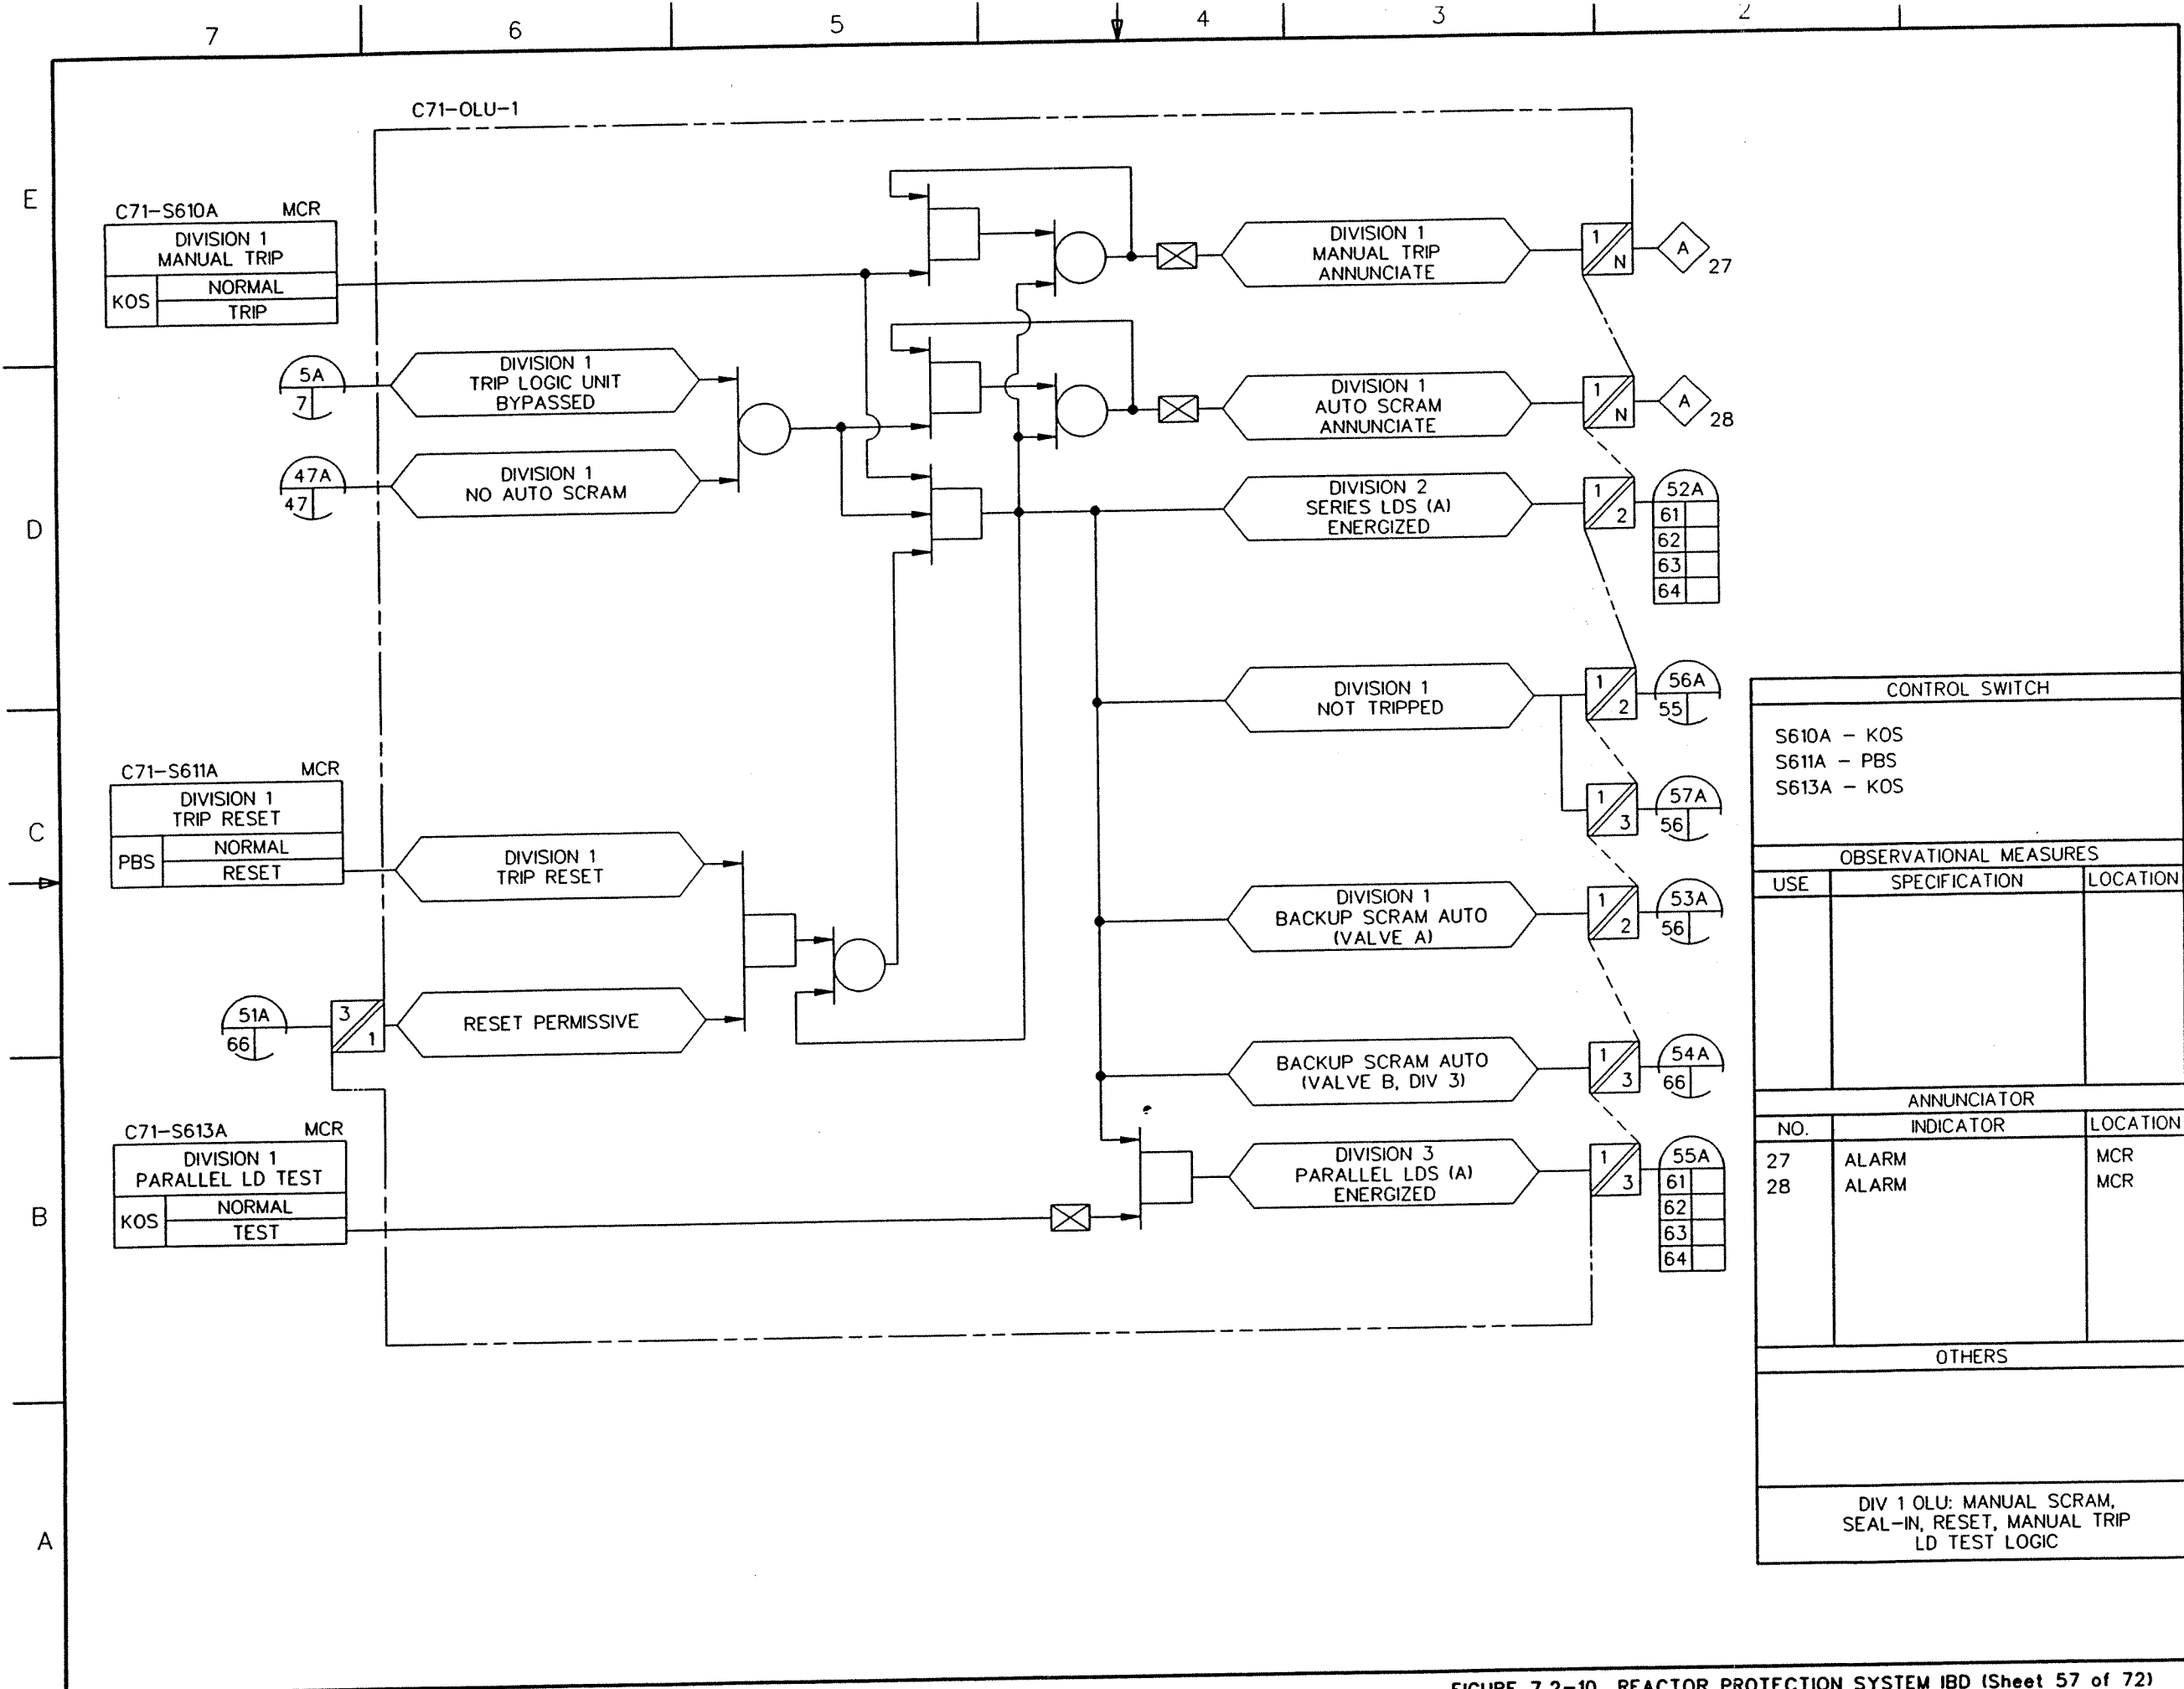 7 6 5 4 3 2
E
D
C
B
A
C71-OLU-1
C71-S610A MCR
DIVISION 1
MANUAL TRIP
KOS NORMAL
TRIP
DIVISION 1
MANUAL TRIP
ANNUNCIATE
1
N
A
27
5A
7
DIVISION 1
TRIP LOGIC UNIT
BYPASSED
DIVISION 1
AUTO SCRAM
ANNUNCIATE
1
N
A
28
47A
47
DIVISION 1
NO AUTO SCRAM
DIVISION 2
SERIES LDS (A)
ENERGIZED
1
2
52A
61
62
63
64
DIVISION 1
NOT TRIPPED
1
2
56A
55
1
3
57A
56
C71-S611A MCR
DIVISION 1
TRIP RESET
PBS NORMAL
RESET
DIVISION 1
TRIP RESET
DIVISION 1
BACKUP SCRAM AUTO
(VALVE A)
1
2
53A
56
51A
66
3
1
RESET PERMISSIVE
BACKUP SCRAM AUTO
(VALVE B, DIV 3)
1
3
54A
66
C71-S613A MCR
DIVISION 1
PARALLEL LD TEST
KOS NORMAL
TEST
DIVISION 3
PARALLEL LDS (A)
ENERGIZED
1
3
55A
61
62
63
64
CONTROL SWITCH
S610A - KOS
S611A - PBS
S613A - KOS
OBSERVATIONAL MEASURES
USE SPECIFICATION LOCATION
ANNUNCIATOR
NO. INDICATOR LOCATION
27 ALARM MCR
28 ALARM MCR
OTHERS
DIV 1 OLU: MANUAL SCRAM,
SEAL-IN, RESET, MANUAL TRIP
LD TEST LOGIC
FIGURE 7.2-10 REACTOR PROTECTION SYSTEM IBD (Sheet 57 of 72)